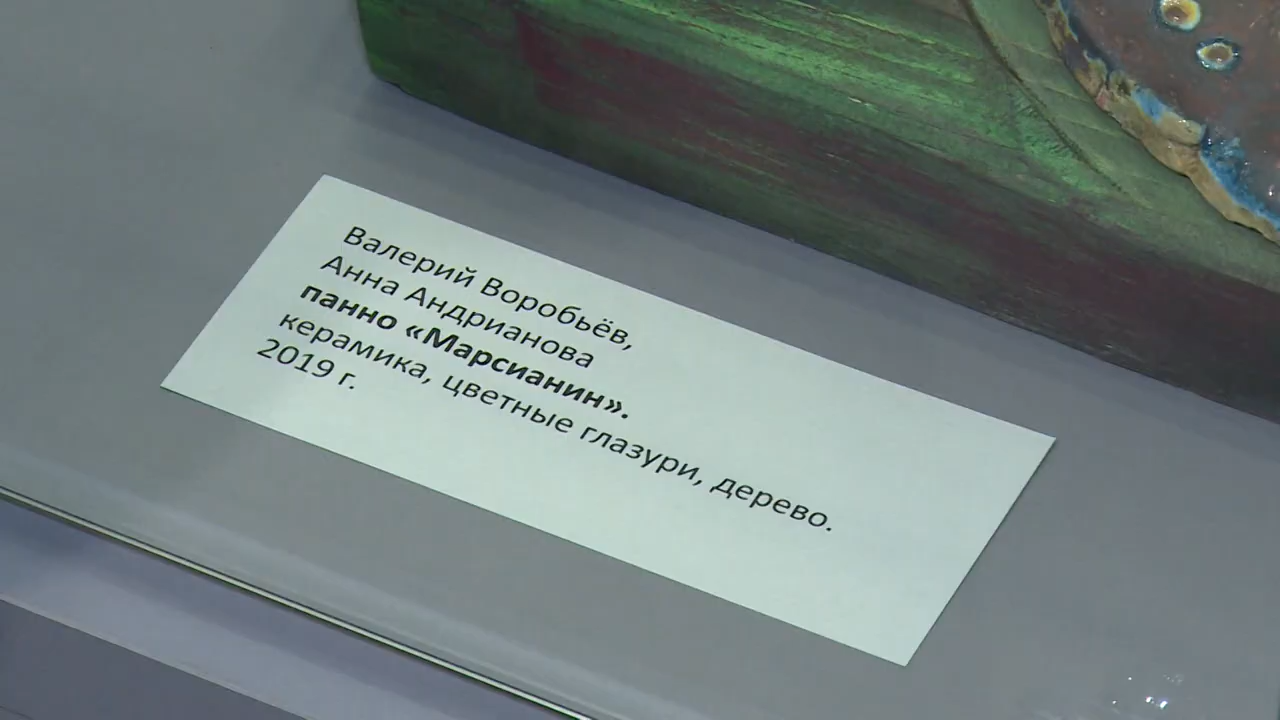 Валерий Воробьёв,
Анна Андрианова
панно «Марсианин».
керамика, цветные глазури, дерево.
2019 г.